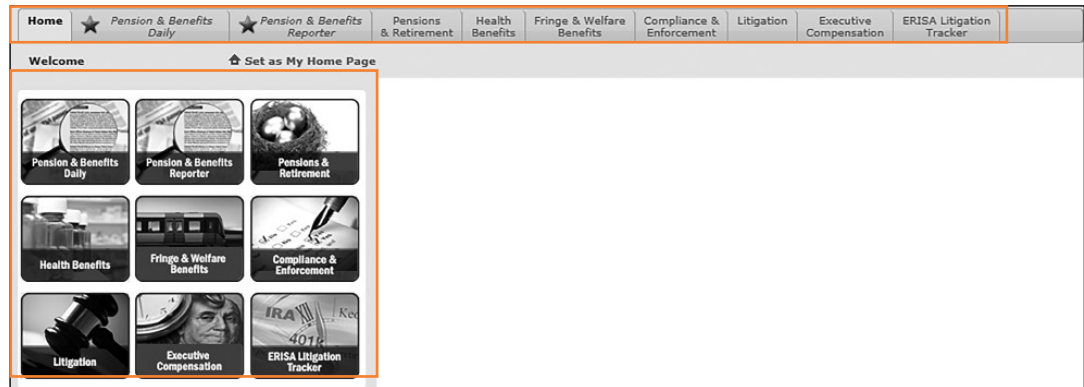 Home
Pension & Benefits
Daily
Pension & Benefits
Reporter
Pensions
& Retirement
Health
Benefits
Fringe & Welfare
Benefits
Compliance &
Enforcement
Litigation
Executive
Compensation
ERISA Litigation
Tracker
Welcome
Set as My Home Page
Pension & Benefits
Daily
Pension & Benefits
Reporter
Pensions &
Retirement
Health Benefits
Fringe & Welfare
Benefits
Compliance &
Enforcement
Litigation
Executive
Compensation
IRA
XII
401k
ERISA Litigation
Tracker